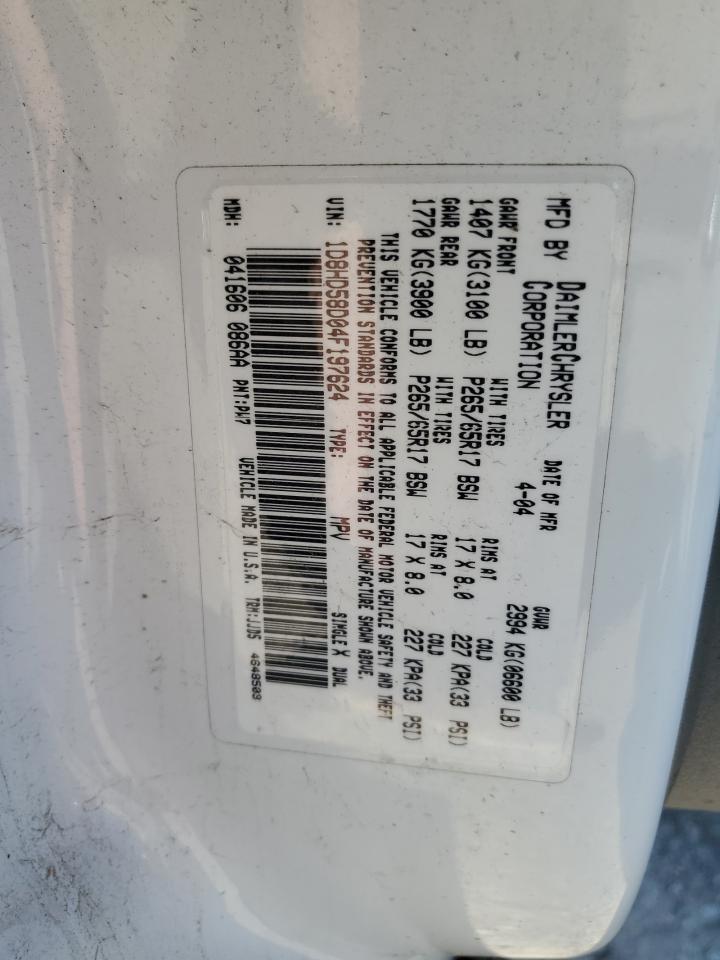 MFD BY DAIMLERCHRYSLER CORPORATION DATE OF MFR 4-04 GVWR 2994 KG(06600 LB)
GAWR FRONT WITH TIRES RIMS AT COLD
1407 KG(3100 LB) P265/65R17 BSW 17 X 8.0 227 KPA(33 PSI)
GAWR REAR WITH TIRES RIMS AT COLD
1770 KG(3900 LB) P265/65R17 BSW 17 X 8.0 227 KPA(33 PSI)
THIS VEHICLE CONFORMS TO ALL APPLICABLE FEDERAL MOTOR VEHICLE SAFETY AND THEFT
PREVENTION STANDARDS IN EFFECT ON THE DATE OF MANUFACTURE SHOWN ABOVE.
VIN: 1D8HD58D04F197624 TYPE: MPV SINGLE X DUAL
MDH: 041606 086AA PNT:PW7 VEHICLE MADE IN U.S.A. TRM:JJD5 4648503